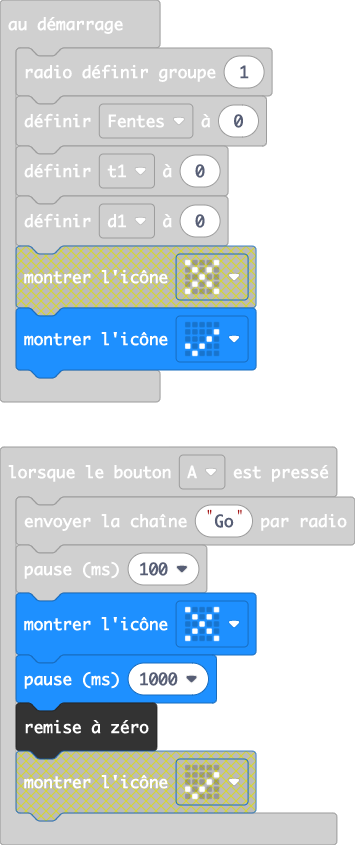 au démarrage
radio définir groupe 1
définir Fentes à 0
définir t1 à 0
définir d1 à 0
montrer l'icône
montrer l'icône
lorsque le bouton A est pressé
envoyer la chaîne "Go" par radio
pause (ms) 100
montrer l'icône
pause (ms) 1000
remise à zéro
montrer l'icône